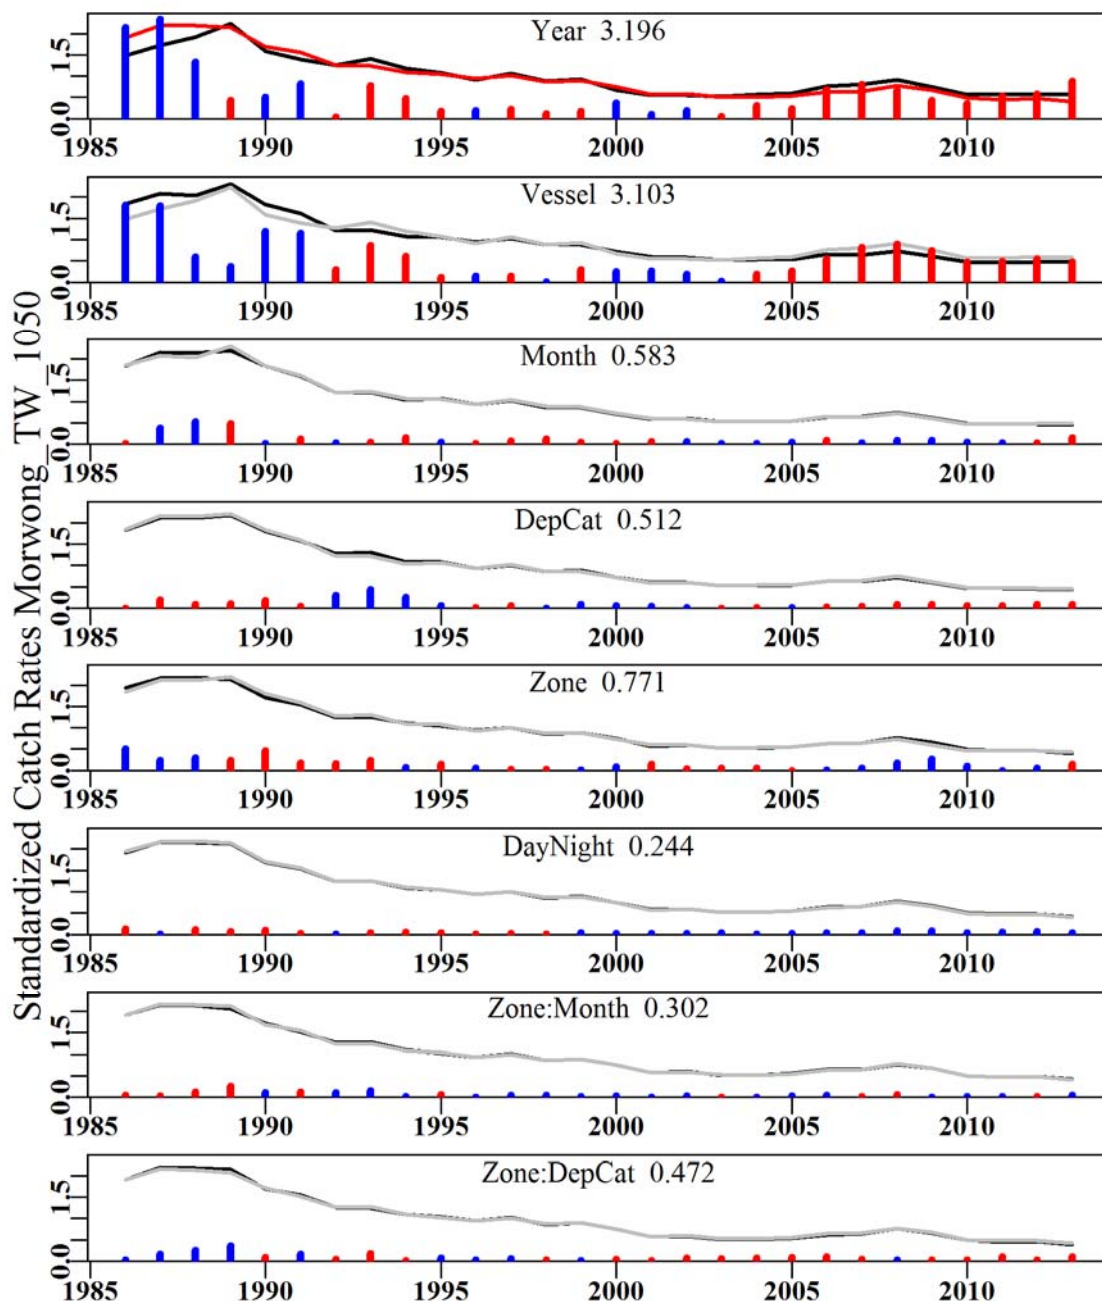 Standardized Catch Rates Morwong_TW_1050
Year 3.196
0.0 1.5
1985 1990 1995 2000 2005 2010
Vessel 3.103
0.0 1.5
1985 1990 1995 2000 2005 2010
Month 0.583
0.0 1.5
1985 1990 1995 2000 2005 2010
DepCat 0.512
0.0 1.5
1985 1990 1995 2000 2005 2010
Zone 0.771
0.0 1.5
1985 1990 1995 2000 2005 2010
DayNight 0.244
0.0 1.5
1985 1990 1995 2000 2005 2010
Zone:Month 0.302
0.0 1.5
1985 1990 1995 2000 2005 2010
Zone:DepCat 0.472
0.0 1.5
1985 1990 1995 2000 2005 2010